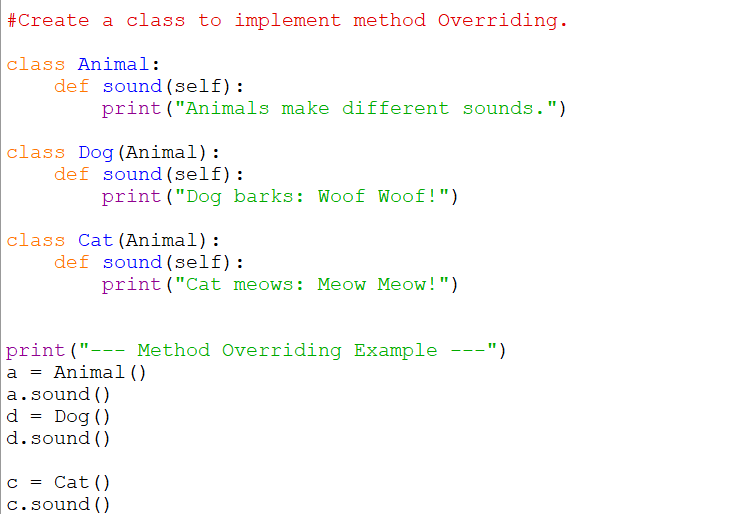 #Create a class to implement method Overriding.

class Animal:
    def sound(self):
        print("Animals make different sounds.")

class Dog(Animal):
    def sound(self):
        print("Dog barks: Woof Woof!")

class Cat(Animal):
    def sound(self):
        print("Cat meows: Meow Meow!")


print("--- Method Overriding Example ---")
a = Animal()
a.sound()
d = Dog()
d.sound()

c = Cat()
c.sound()